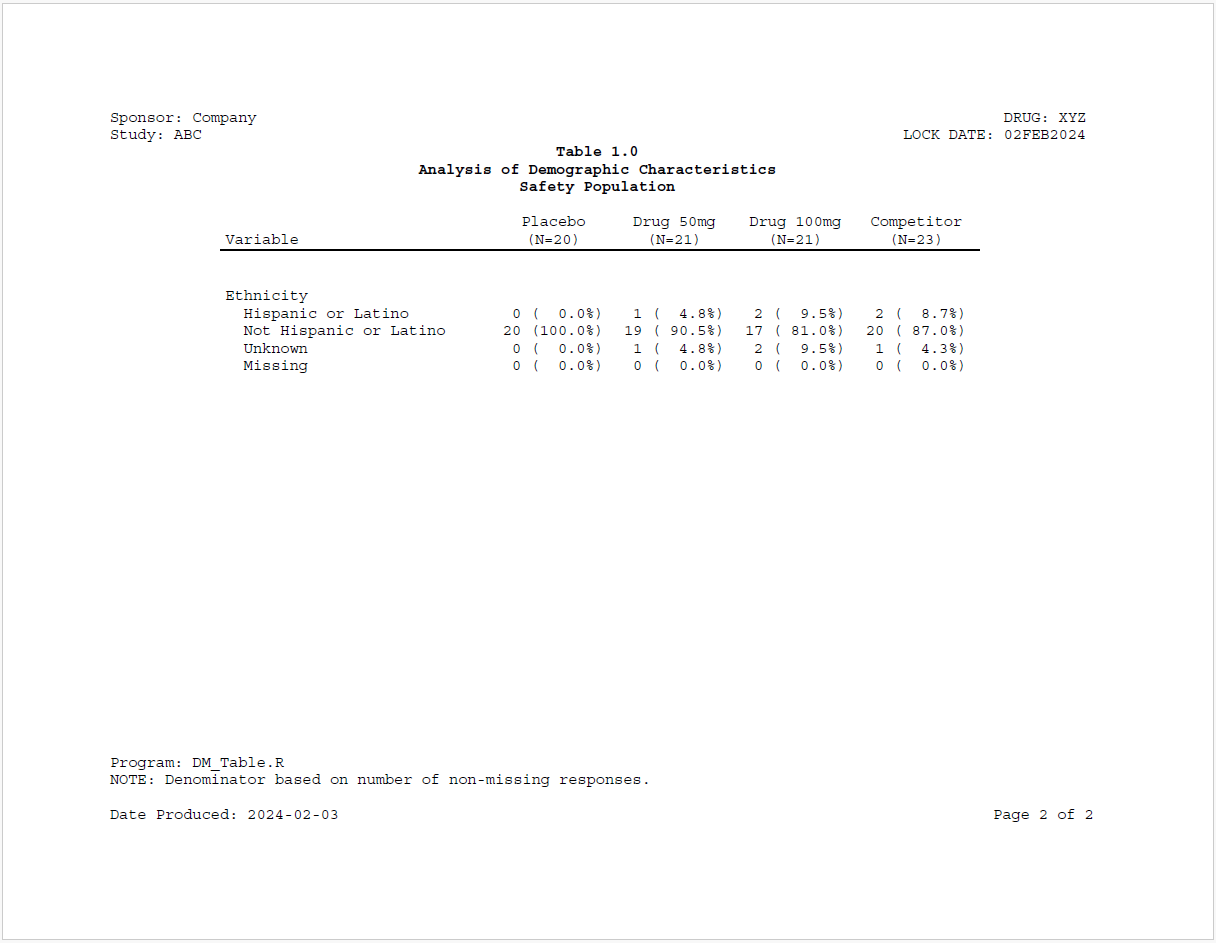 Sponsor: Company DRUG: XYZ
Study: ABC LOCK DATE: 02FEB2024
Table 1.0
Analysis of Demographic Characteristics
Safety Population
Placebo Drug 50mg Drug 100mg Competitor
Variable (N=20) (N=21) (N=21) (N=23)
Ethnicity
Hispanic or Latino 0 ( 0.0%) 1 ( 4.8%) 2 ( 9.5%) 2 ( 8.7%)
Not Hispanic or Latino 20 (100.0%) 19 ( 90.5%) 17 ( 81.0%) 20 ( 87.0%)
Unknown 0 ( 0.0%) 1 ( 4.8%) 2 ( 9.5%) 1 ( 4.3%)
Missing 0 ( 0.0%) 0 ( 0.0%) 0 ( 0.0%) 0 ( 0.0%)
Program: DM_Table.R
NOTE: Denominator based on number of non-missing responses.
Date Produced: 2024-02-03 Page 2 of 2